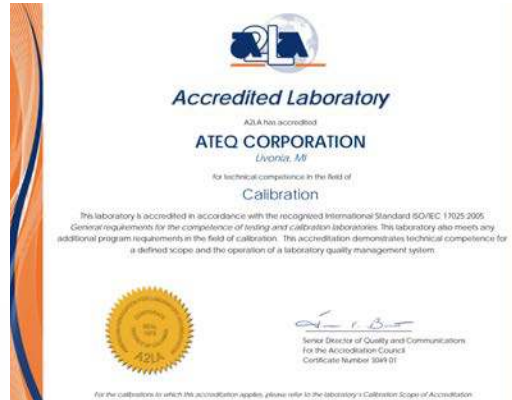 A2LA
Accredited Laboratory
A2LA has accredited
ATEQ CORPORATION
Livonia, MI
for technical competence in the field of
Calibration
This laboratory is accredited in accordance with the recognized International Standard ISO/IEC 17025:2005
General requirements for the competence of testing and calibration laboratories. This laboratory also meets any
additional program requirements in the field of calibration. This accreditation demonstrates technical competence for
a defined scope and the operation of a laboratory quality management system.
Senior Director of Quality and Communications
For the Accreditation Council
Certificate Number 3049.01
CORPORATE
SEAL
1978
A2LA
For the calibrations to which this accreditation applies, please refer to the laboratory's Calibration Scope of Accreditation